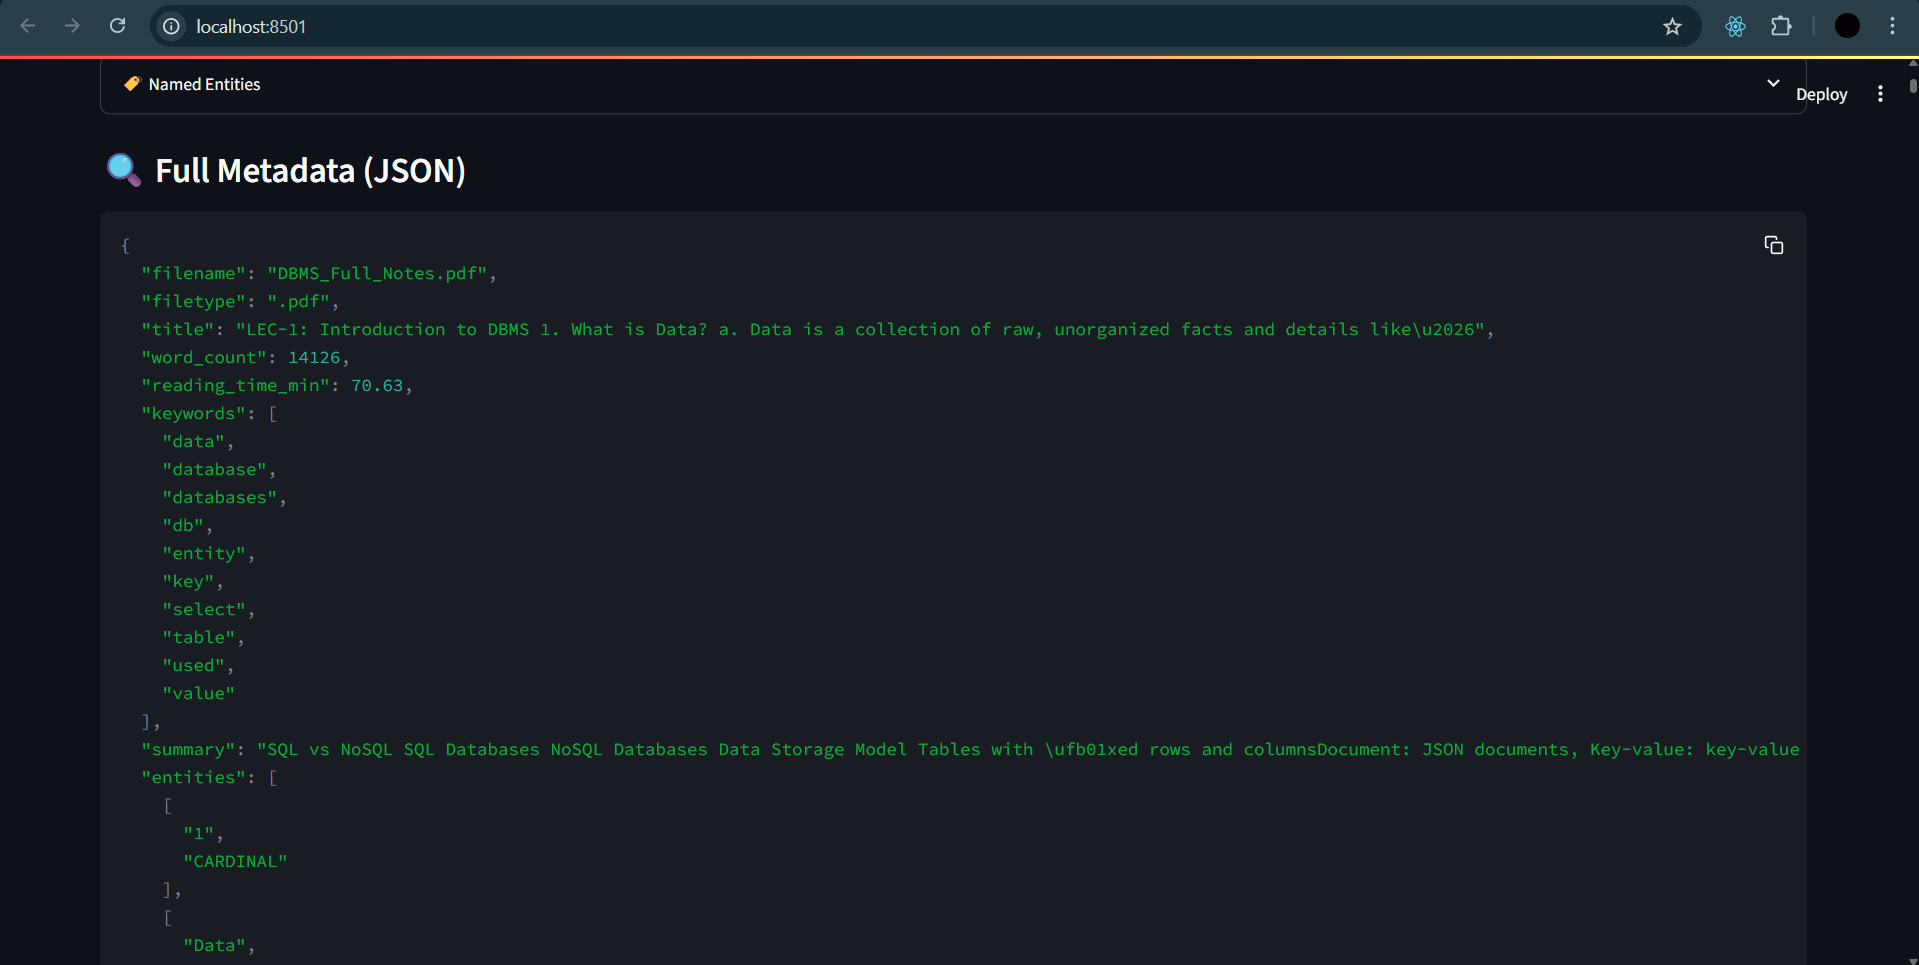 localhost:8501
Named Entities
Deploy
Full Metadata (JSON)
{
"filename": "DBMS_Full_Notes.pdf",
"filetype": ".pdf",
"title": "LEC-1: Introduction to DBMS 1. What is Data? a. Data is a collection of raw, unorganized facts and details like\u2026",
"word_count": 14126,
"reading_time_min": 70.63,
"keywords": [
"data",
"database",
"databases",
"db",
"entity",
"key",
"select",
"table",
"used",
"value"
],
"summary": "SQL vs NoSQL SQL Databases NoSQL Databases Data Storage Model Tables with \ufb01xed rows and columnsDocument: JSON documents, Key-value: key-value
"entities": [
[
"1",
"CARDINAL"
],
[
"Data",